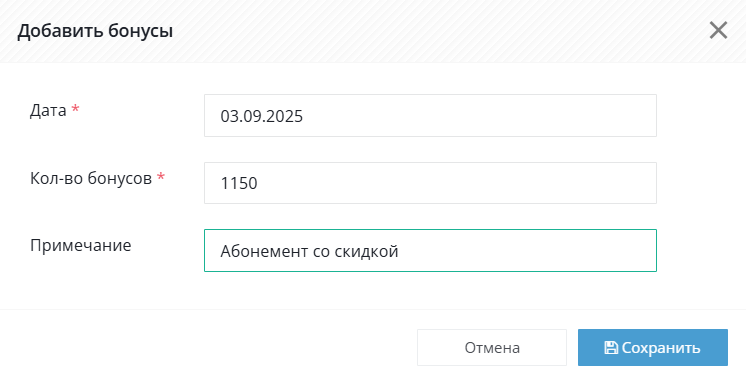 Добавить бонусы
Дата *
03.09.2025
Кол-во бонусов *
1150
Примечание
Абонемент со скидкой
Отмена
Сохранить